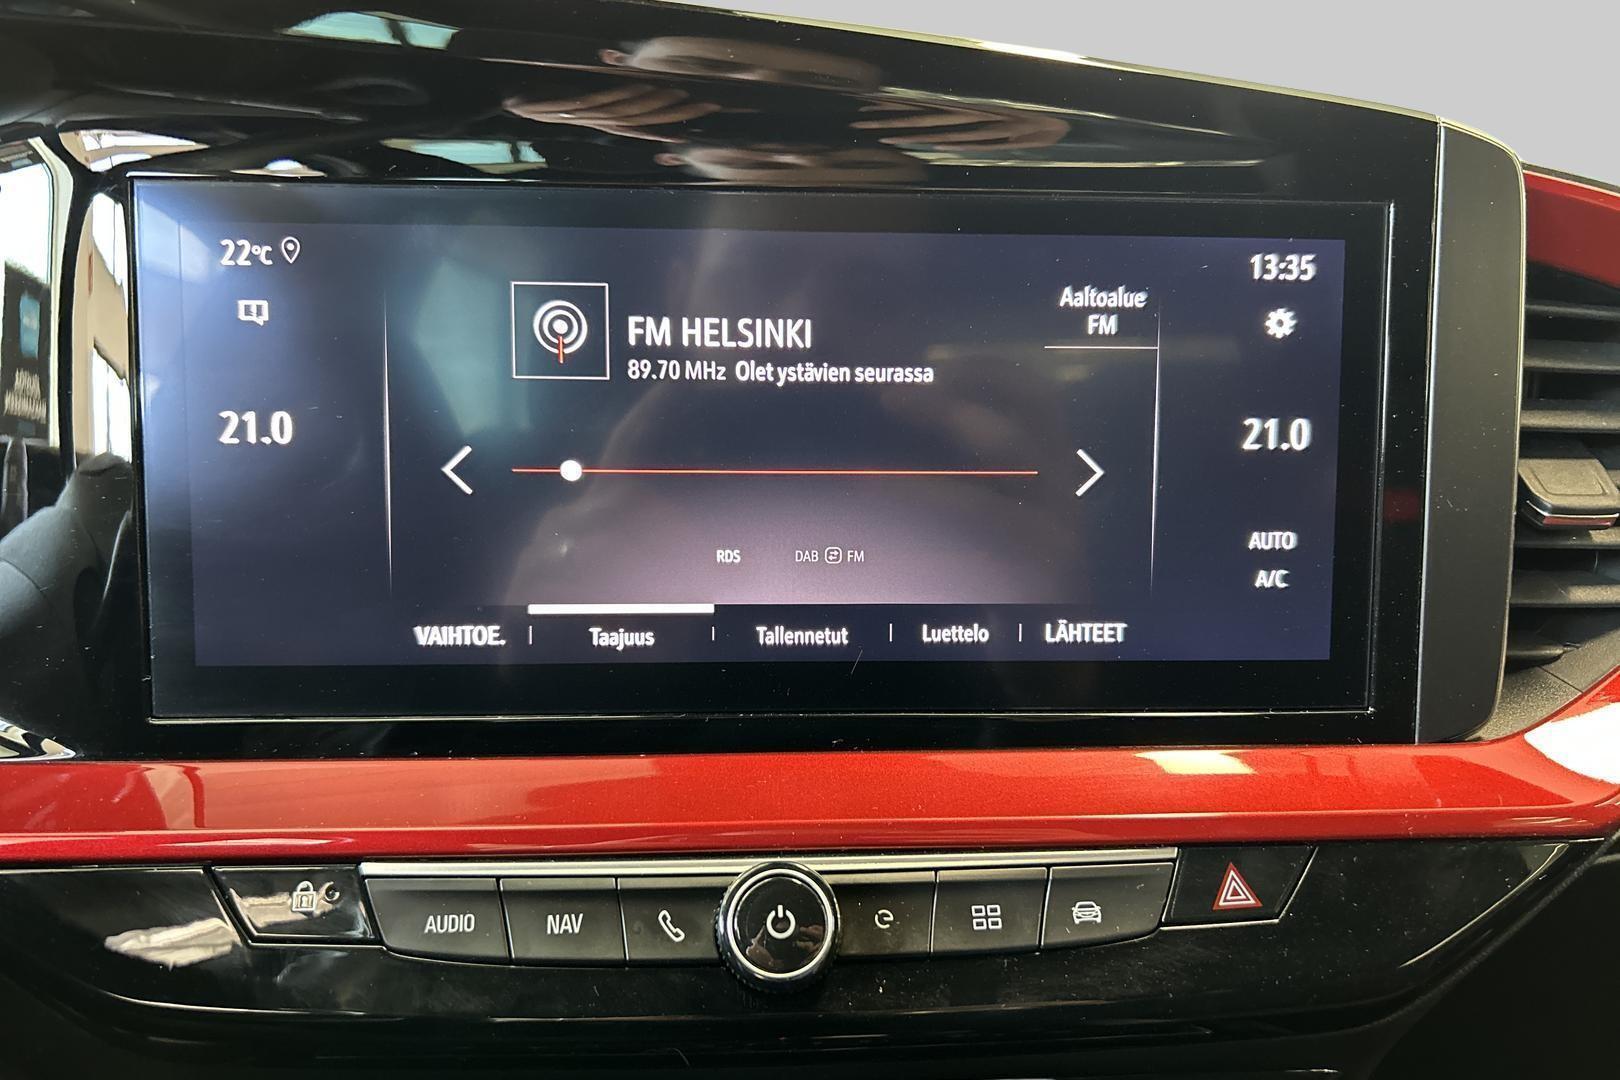 22°C
13:35
Aaltoalue
FM
FM HELSINKI
89.70 MHz Olet ystävien seurassa
21.0
21.0
RDS
DAB FM
AUTO
A/C
VAIHTOE. | Taajuus | Tallennetut | Luettelo | LÄHTEET
AUDIO
NAV